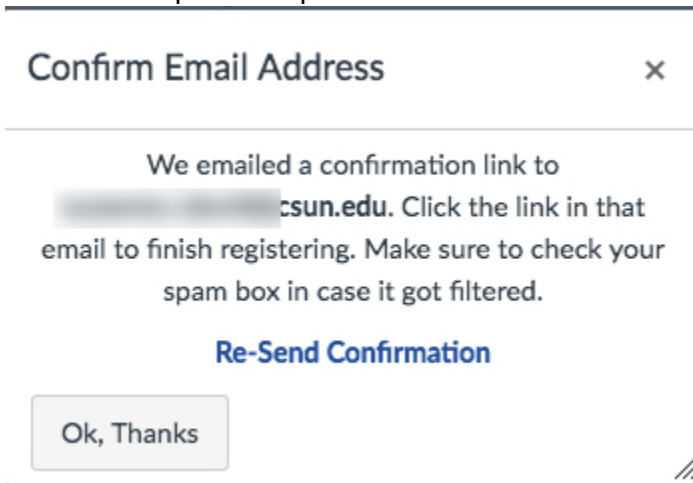 Confirm Email Address ×
We emailed a confirmation link to
csun.edu. Click the link in that
email to finish registering. Make sure to check your
spam box in case it got filtered.
Re-Send Confirmation
Ok, Thanks